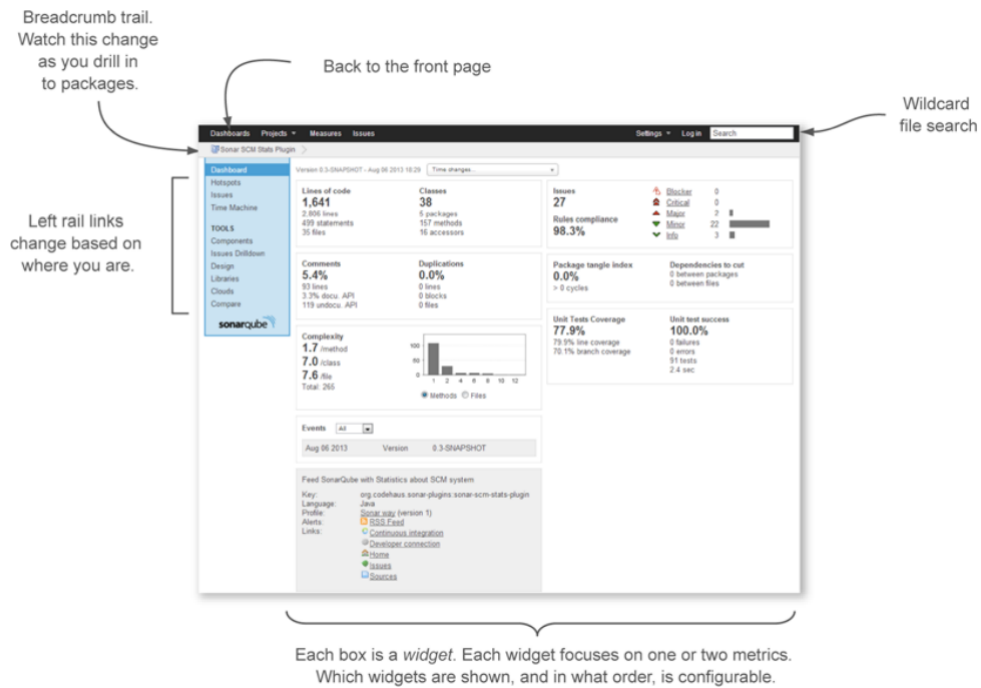 Breadcrumb trail.
Watch this change
as you drill in
to packages.
Back to the front page
Wildcard
file search
Left rail links
change based on
where you are.
Dashboards Projects Measures Issues Settings Log in Search
Sonar SCM Stats Plugin
Dashboard
Hotspots
Issues
Time Machine
TOOLS
Components
Issues Drilldown
Design
Libraries
Clouds
Compare
sonarqube
Version 0.3-SNAPSHOT - Aug 06 2013 18:29 Time changes...
Lines of code
1,641
2,806 lines
499 statements
35 files
Classes
38
5 packages
157 methods
16 accessors
Issues
27
Rules compliance
98.3%
Blocker 0
Critical 0
Major 2
Minor 22
Info 3
Comments
5.4%
93 lines
3.3% docu. API
119 undocu. API
Duplications
0.0%
0 lines
0 blocks
0 files
Package tangle index
0.0%
> 0 cycles
Dependencies to cut
0 between packages
0 between files
Complexity
1.7 /method
7.0 /class
7.6 /file
Total: 265
100
50
0
1 2 4 6 8 10 12
Methods Files
Unit Tests Coverage
77.9%
79.9% line coverage
70.1% branch coverage
Unit test success
100.0%
0 failures
0 errors
91 tests
2.4 sec
Events All
Aug 06 2013 Version 0.3-SNAPSHOT
Feed SonarQube with Statistics about SCM system
Key: org.codehaus.sonar-plugins:sonar-scm-stats-plugin
Language: Java
Profile: Sonar way (version 1)
Alerts: RSS Feed
Links: Continuous integration
Developer connection
Home
Issues
Sources
Each box is a widget. Each widget focuses on one or two metrics.
Which widgets are shown, and in what order, is configurable.